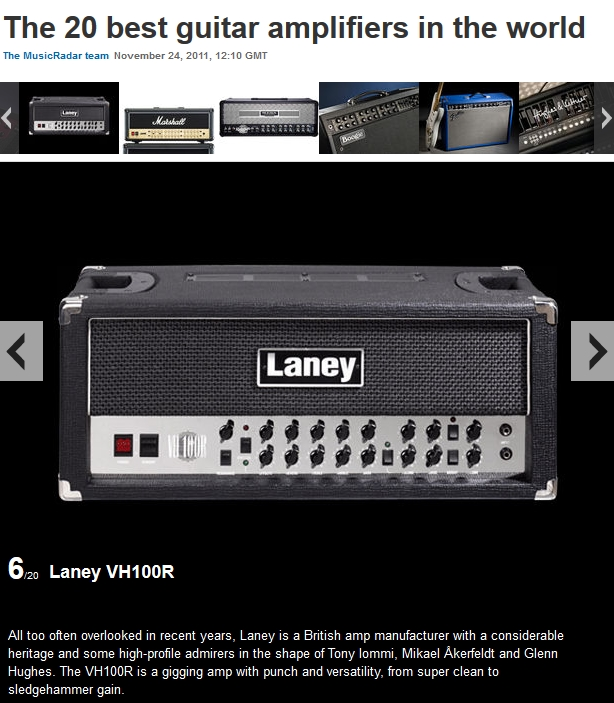 The 20 best guitar amplifiers in the world
The MusicRadar team November 24, 2011, 12:10 GMT
Laney
Marshall
Boogie
Fender
Hughes & Kettner
Laney
VH100R
6/20 Laney VH100R
All too often overlooked in recent years, Laney is a British amp manufacturer with a considerable
heritage and some high-profile admirers in the shape of Tony Iommi, Mikael Åkerfeldt and Glenn
Hughes. The VH100R is a gigging amp with punch and versatility, from super clean to
sledgehammer gain.